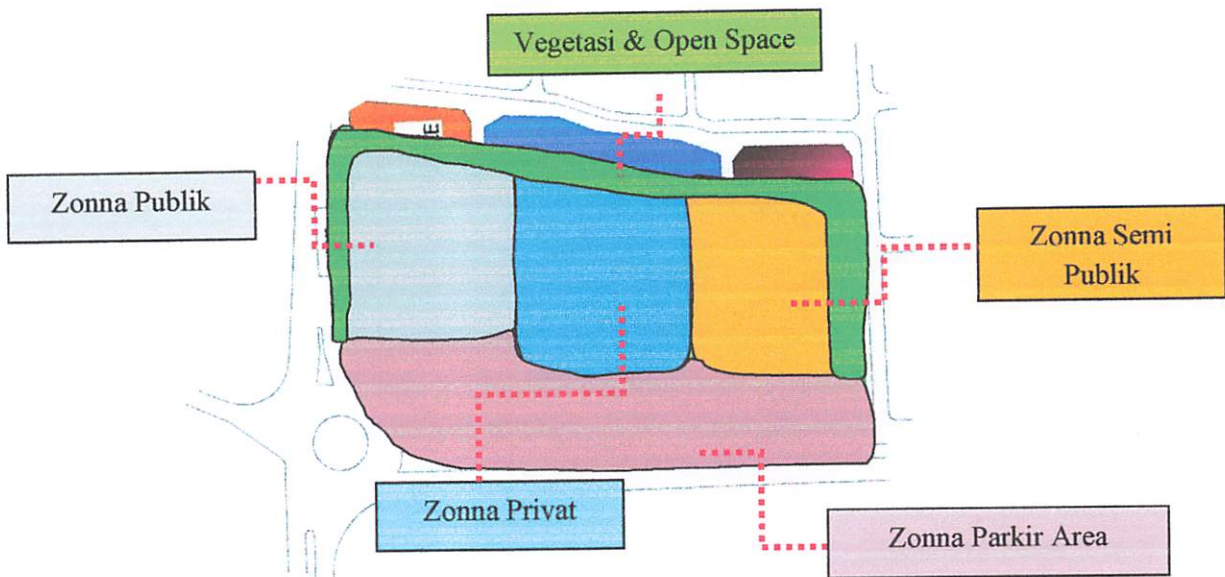 Vegetasi & Open Space
Zonna Publik
Zonna Semi
Publik
Zonna Privat
Zonna Parkir Area